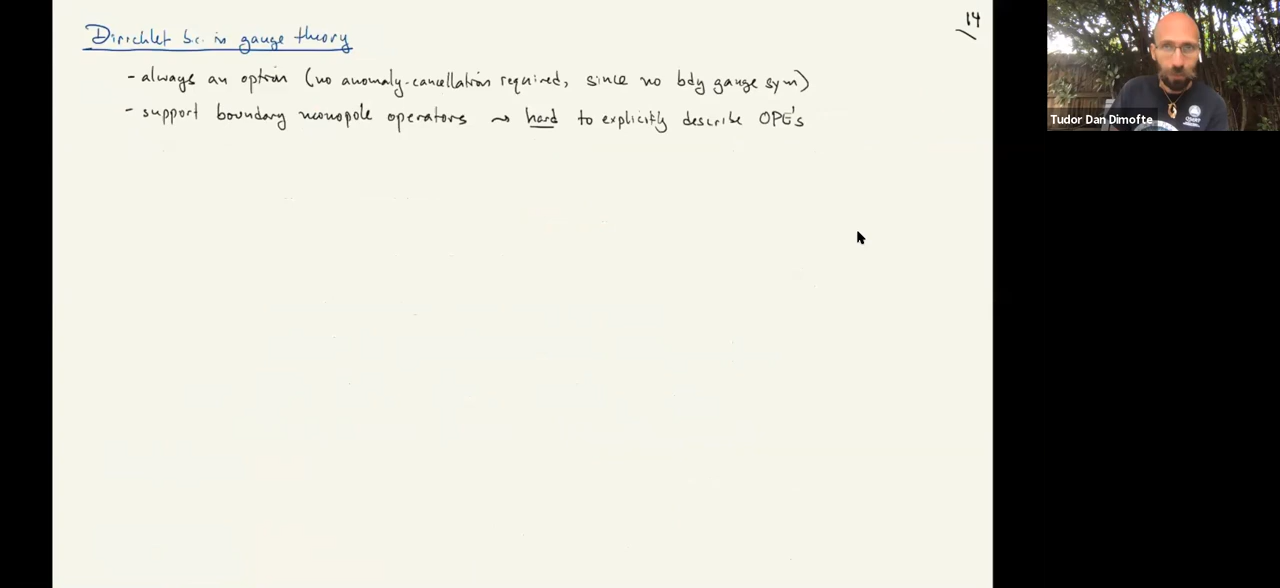 Dirichlet b.c. in gauge theory
14
- always an option (no anomaly-cancellation required, since no bdy gauge sym)
- support boundary monopole operators ⇝ hard to explicitly describe OPE's
Tudor Dan Dimofte